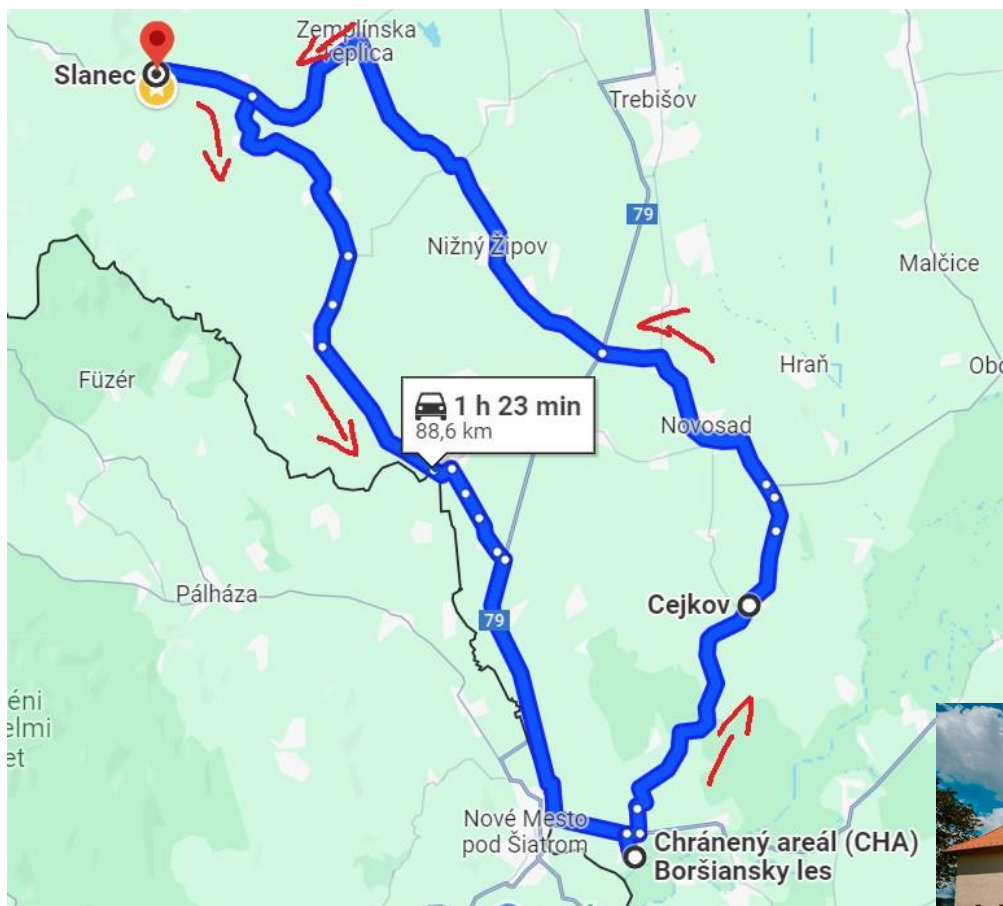 Zemplínska
Teplica
Slanec
Trebišov
79
Nižný Žipov
Malčice
Hraň
Füzér
1 h 23 min
88,6 km
Novosad
Pálháza
Cejkov
79
Nové Mesto
pod Šiatrom
Chránený areál (CHA)
Boršiansky les